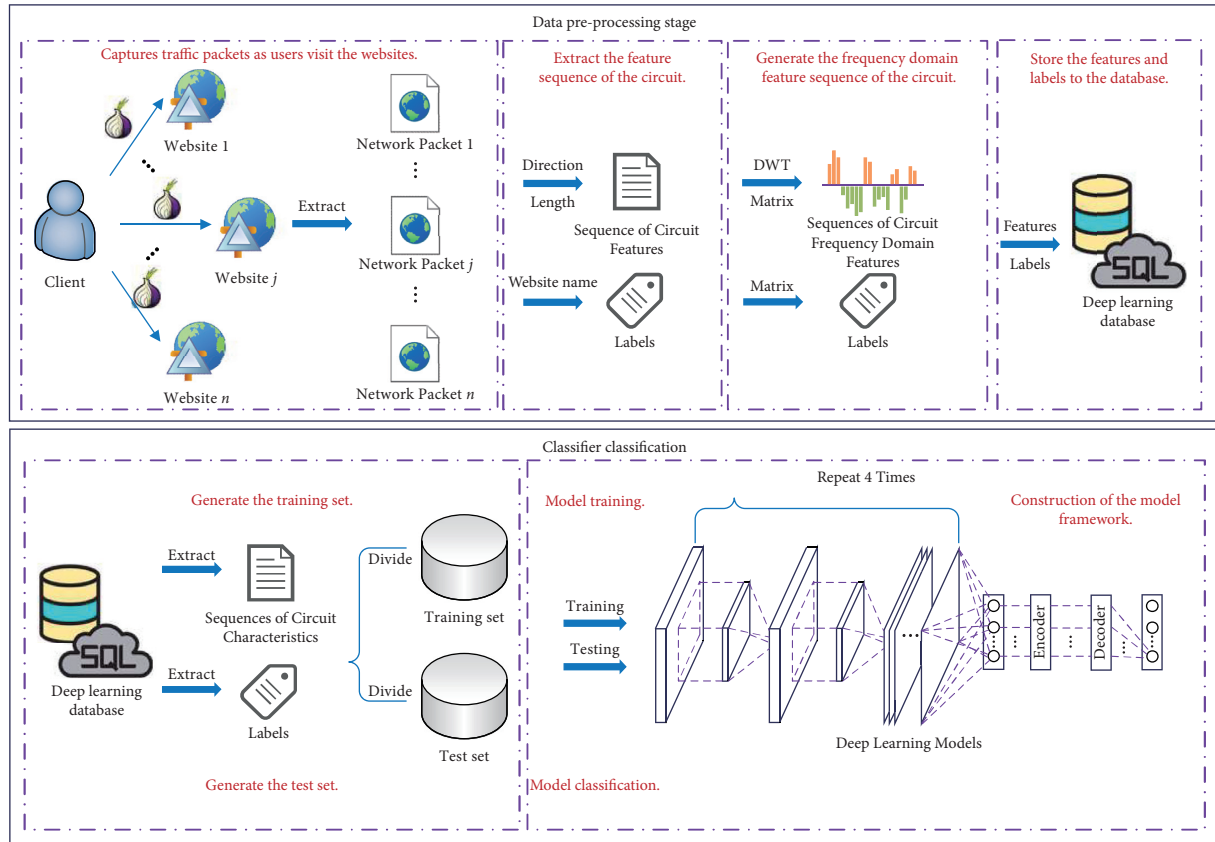 Data pre-processing stage
Captures traffic packets as users visit the websites.
Website 1
Client
Website j
Website n
Extract
Network Packet 1
Network Packet j
Network Packet n
Extract the feature
sequence of the circuit.
Direction
Length
Sequence of Circuit
Features
Website name
Labels
Generate the frequency domain
feature sequence of the circuit.
DWT
Matrix
Sequences of Circuit
Frequency Domain
Features
Matrix
Labels
Store the features and
labels to the database.
Features
Labels
SQL
Deep learning
database
Classifier classification
Generate the training set.
SQL
Deep learning
database
Extract
Sequences of Circuit
Characteristics
Extract
Labels
Divide
Training set
Divide
Test set
Generate the test set.
Model training.
Repeat 4 Times
Construction of the model
framework.
Training
Testing
Encoder
Decoder
Deep Learning Models
Model classification.